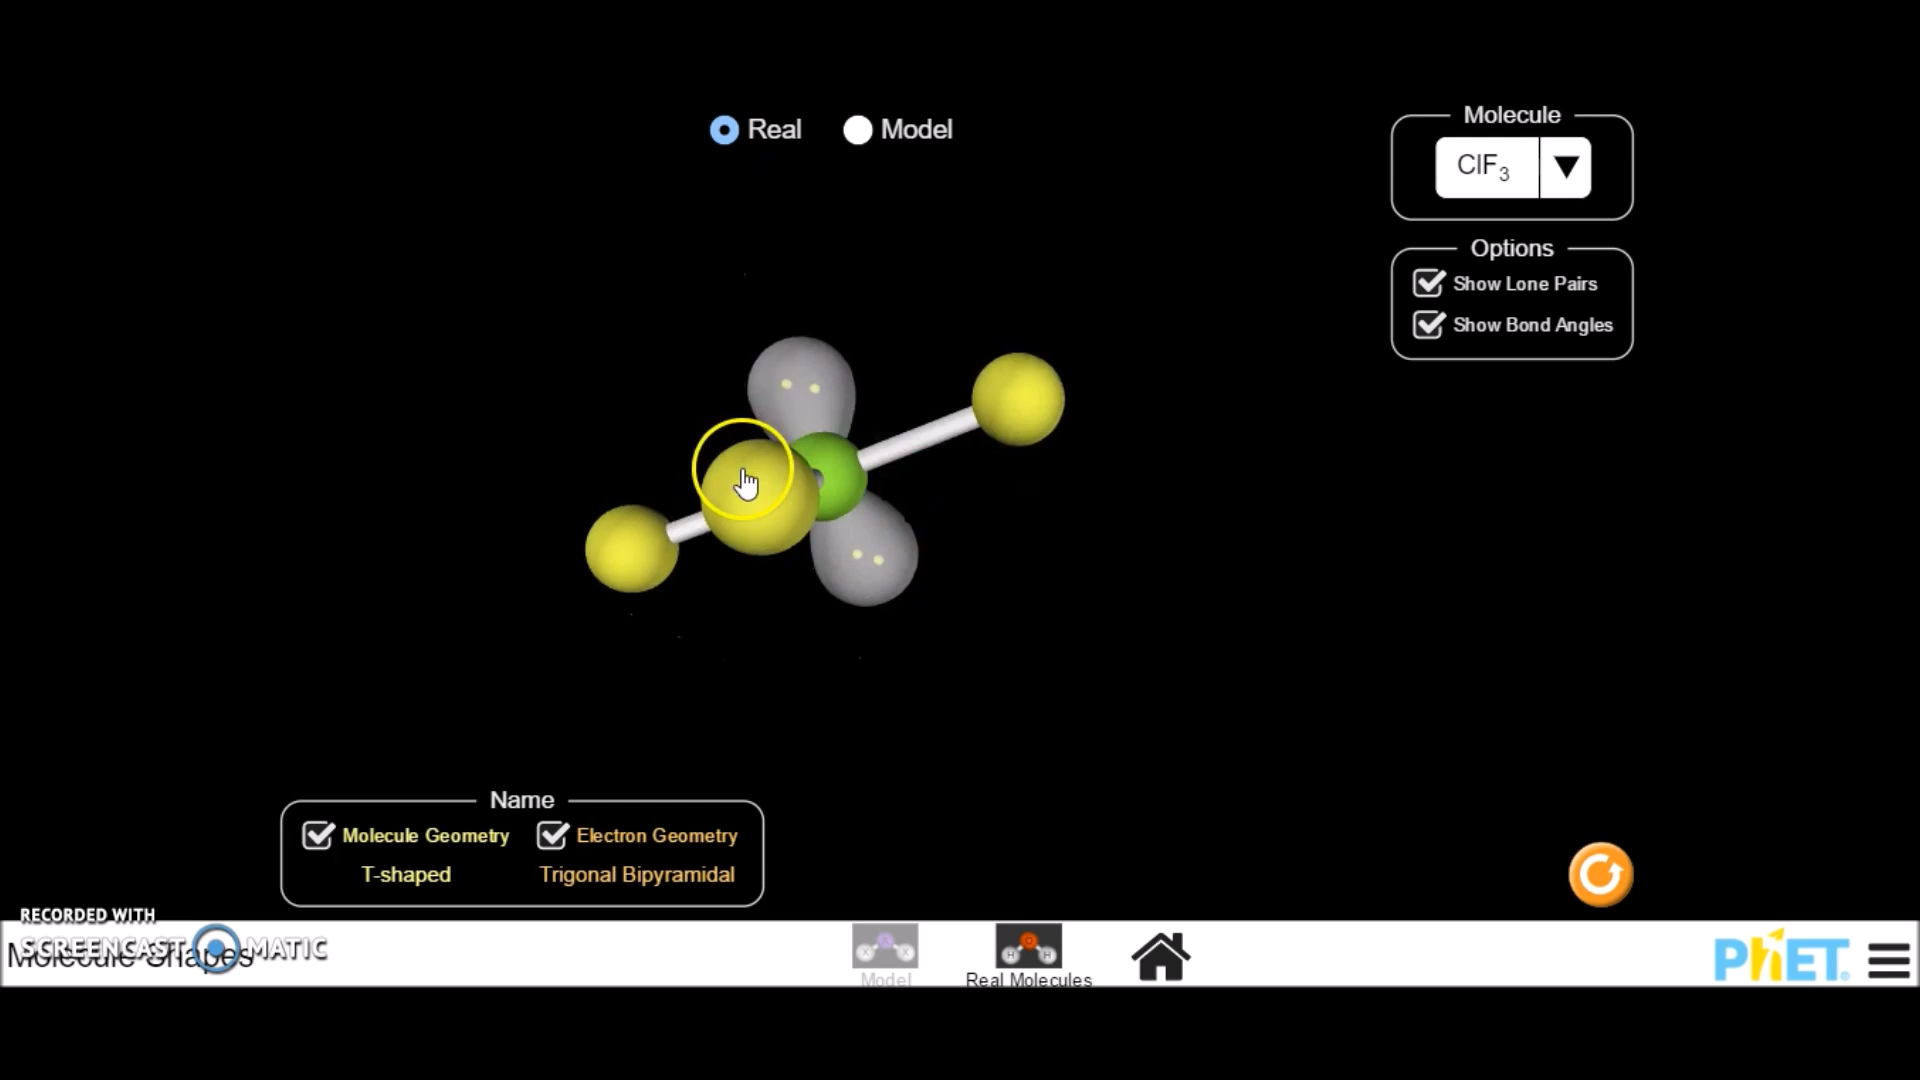 Real
Model
Molecule
ClF3
Options
Show Lone Pairs
Show Bond Angles
Name
Molecule Geometry
Electron Geometry
T-shaped
Trigonal Bipyramidal
RECORDED WITH
SCREENCAST MATIC
Molecule Shapes
Model
Real Molecules
PhET